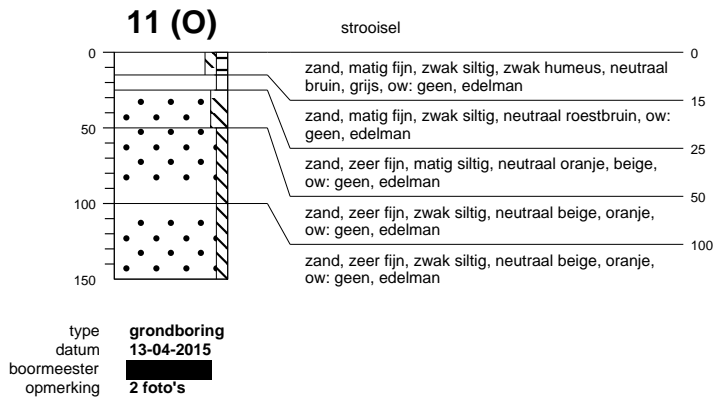 11 (O)
strooisel
0
0
zand, matig fijn, zwak siltig, zwak humeus, neutraal
bruin, grijs, ow: geen, edelman
15
zand, matig fijn, zwak siltig, neutraal roestbruin, ow:
geen, edelman
25
50
zand, zeer fijn, matig siltig, neutraal oranje, beige,
ow: geen, edelman
50
100
zand, zeer fijn, zwak siltig, neutraal beige, oranje,
ow: geen, edelman
100
zand, zeer fijn, zwak siltig, neutraal beige, oranje,
ow: geen, edelman
150
type grondboring
datum 13-04-2015
boormeester
opmerking 2 foto's